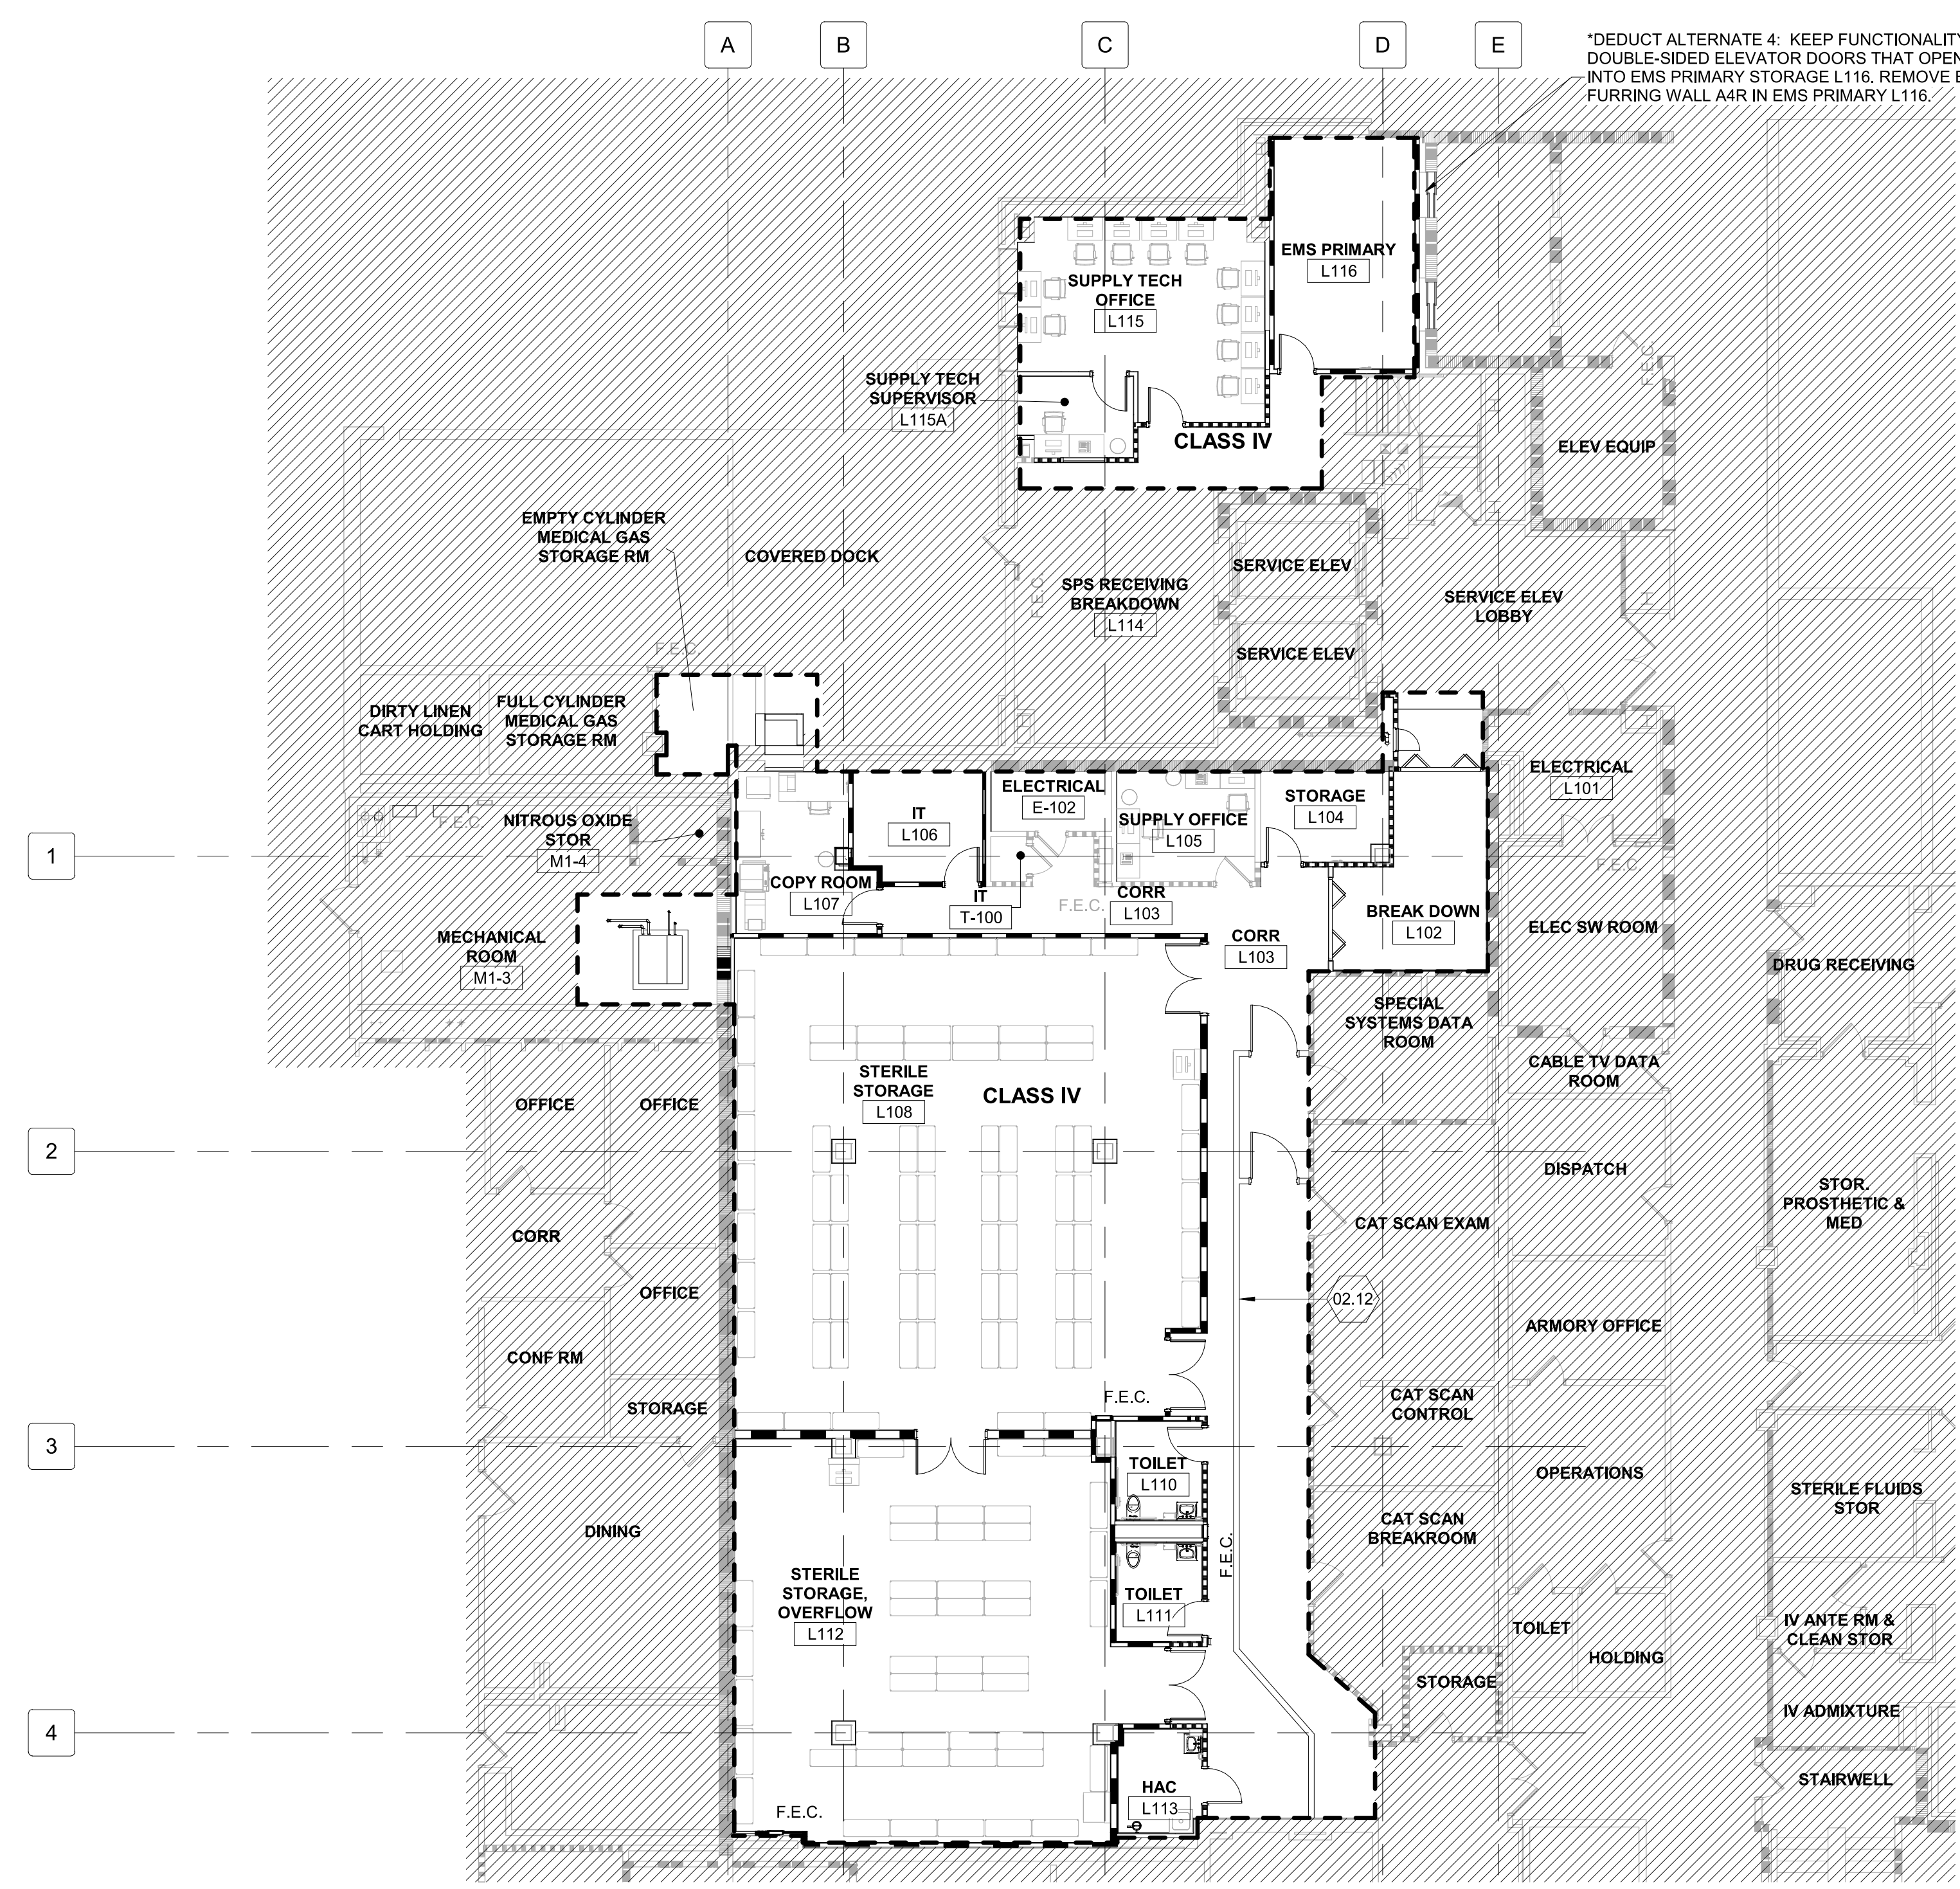 A
B
C
D
E
*DEDUCT ALTERNATE 4: KEEP FUNCTIONALITY
DOUBLE-SIDED ELEVATOR DOORS THAT OPEN
INTO EMS PRIMARY STORAGE L116. REMOVE
FURRING WALL A4R IN EMS PRIMARY L116.
EMS PRIMARY
L116
SUPPLY TECH
OFFICE
L115
SUPPLY TECH
SUPERVISOR
L115A
CLASS IV
F.E.C.
ELEV EQUIP
EMPTY CYLINDER
MEDICAL GAS
STORAGE RM
COVERED DOCK
F.E.C.
SPS RECEIVING
BREAKDOWN
L114
SERVICE ELEV
SERVICE ELEV
SERVICE ELEV
LOBBY
H
H
F.E.C.
DIRTY LINEN
CART HOLDING
FULL CYLINDER
MEDICAL GAS
STORAGE RM
H
ELECTRICAL
L101
ELECTRICAL
E-102
IT
L106
SUPPLY OFFICE
L105
STORAGE
L104
F.E.C.
NITROUS OXIDE
STOR
M1-4
1
F.E.C.
COPY ROOM
L107
IT
T-100
F.E.C.
CORR
L103
BREAK DOWN
L102
CORR
L103
ELEC SW ROOM
MECHANICAL
ROOM
M1-3
DRUG RECEIVING
SPECIAL
SYSTEMS DATA
ROOM
CABLE TV DATA
ROOM
STERILE
STORAGE
L108
CLASS IV
OFFICE
OFFICE
2
DISPATCH
STOR.
PROSTHETIC &
MED
CAT SCAN EXAM
CORR
OFFICE
02.12
ARMORY OFFICE
CONF RM
STORAGE
F.E.C.
CAT SCAN
CONTROL
3
TOILET
L110
OPERATIONS
STERILE FLUIDS
STOR
DINING
CAT SCAN
BREAKROOM
F.E.C.
STERILE
STORAGE,
OVERFLOW
L112
TOILET
L111
TOILET
IV ANTE RM &
CLEAN STOR
HOLDING
STORAGE
IV ADMIXTURE
4
STAIRWELL
HAC
L113
F.E.C.